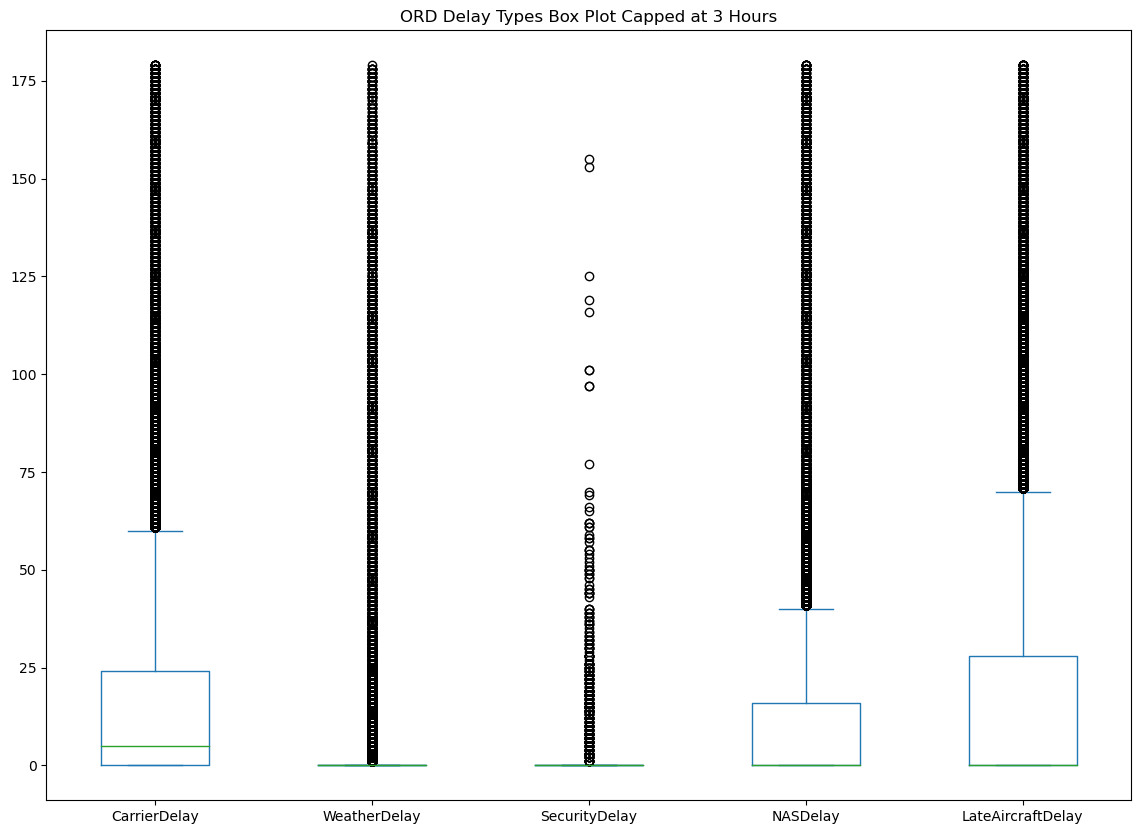 ORD Delay Types Box Plot Capped at 3 Hours
175
150
125
100
75
50
25
0
CarrierDelay
WeatherDelay
SecurityDelay
NASDelay
LateAircraftDelay